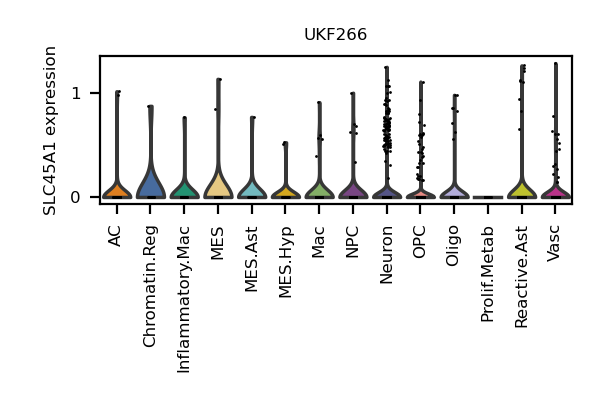 UKF266
SLC45A1 expression
1
0
AC
Chromatin.Reg
Inflammatory.Mac
MES
MES.Ast
MES.Hyp
Mac
NPC
Neuron
OPC
Oligo
Prolif.Metab
Reactive.Ast
Vasc